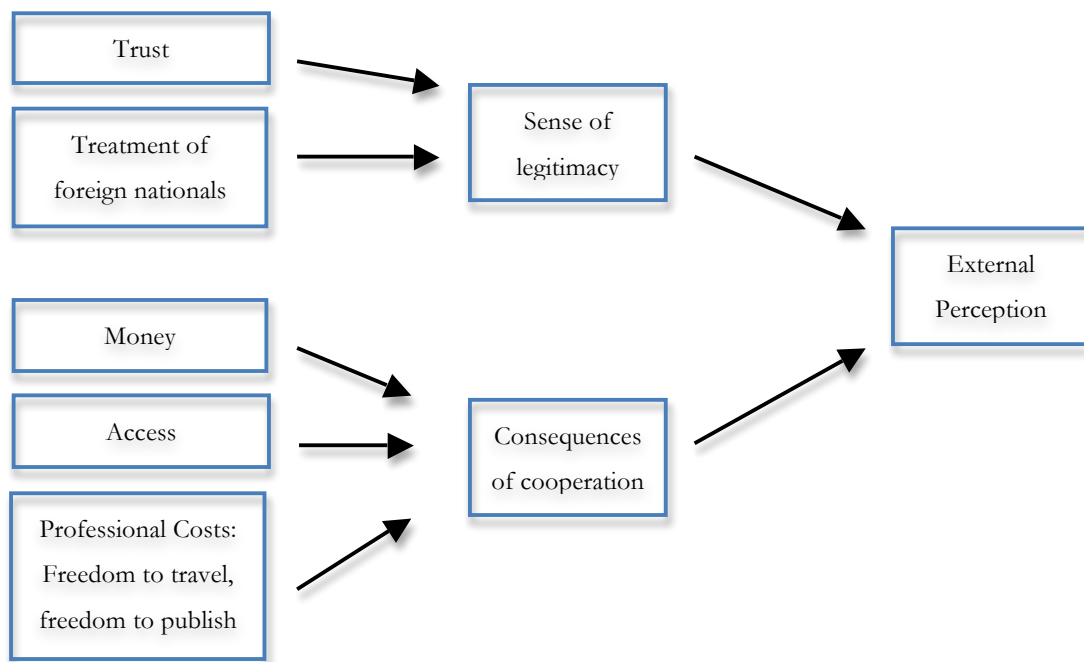 Trust
Treatment of
foreign nationals
Sense of
legitimacy
External
Perception
Money
Access
Professional Costs:
Freedom to travel,
freedom to publish
Consequences
of cooperation